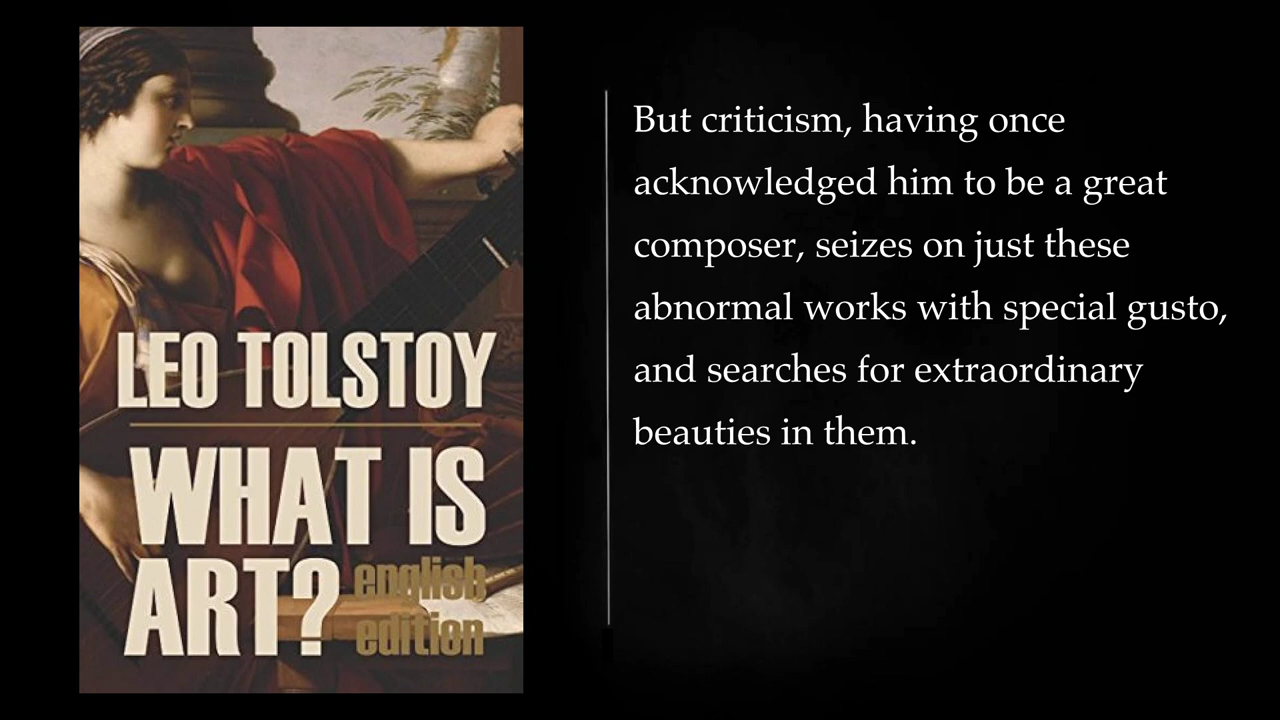 LEO TOLSTOY
WHAT IS
ART?
english
edition
But criticism, having once
acknowledged him to be a great
composer, seizes on just these
abnormal works with special gusto,
and searches for extraordinary
beauties in them.